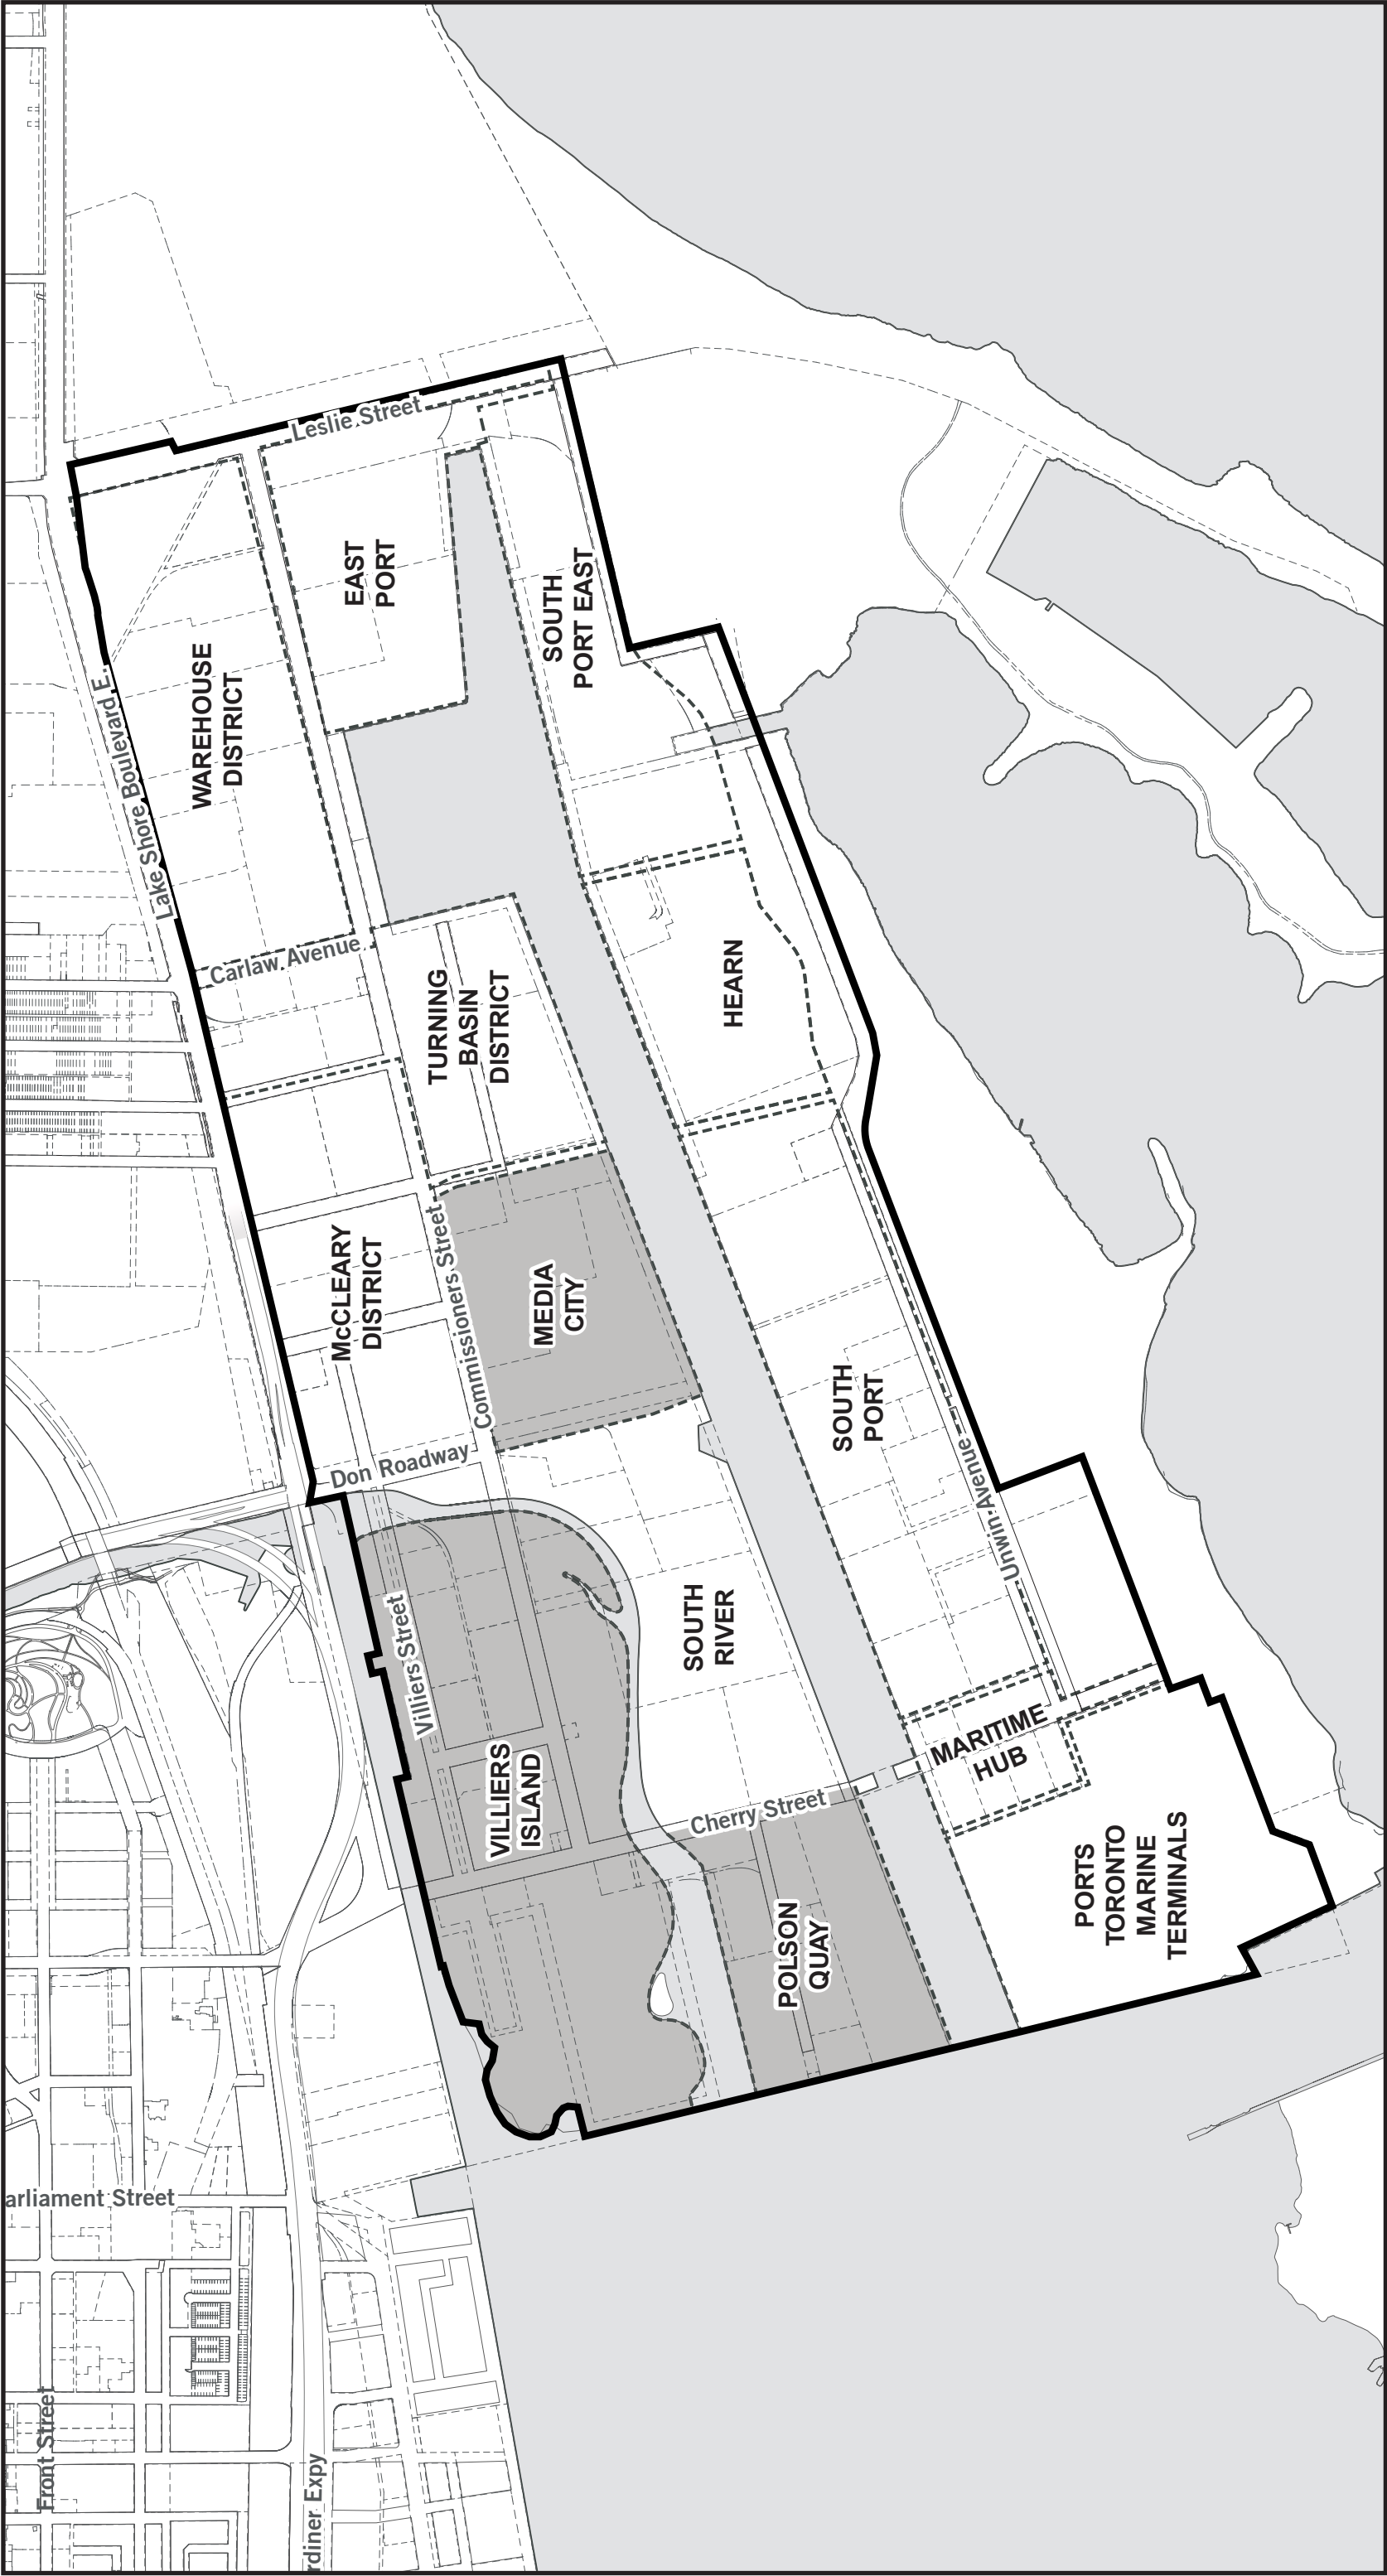 Leslie Street
EAST
PORT
SOUTH
PORT EAST
WAREHOUSE
DISTRICT
Lake Shore Boulevard E.
Carlaw Avenue
TURNING
BASIN
DISTRICT
HEARN
McCLEARY
DISTRICT
Commissioners Street
MEDIA
CITY
SOUTH
PORT
Don Roadway
Unwin Avenue
Villiers Street
SOUTH
RIVER
VILLIERS
ISLAND
MARITIME
HUB
Cherry Street
POLSON
QUAY
PORTS
TORONTO
MARINE
TERMINALS
arliament Street
Front Street
rdiner Expy